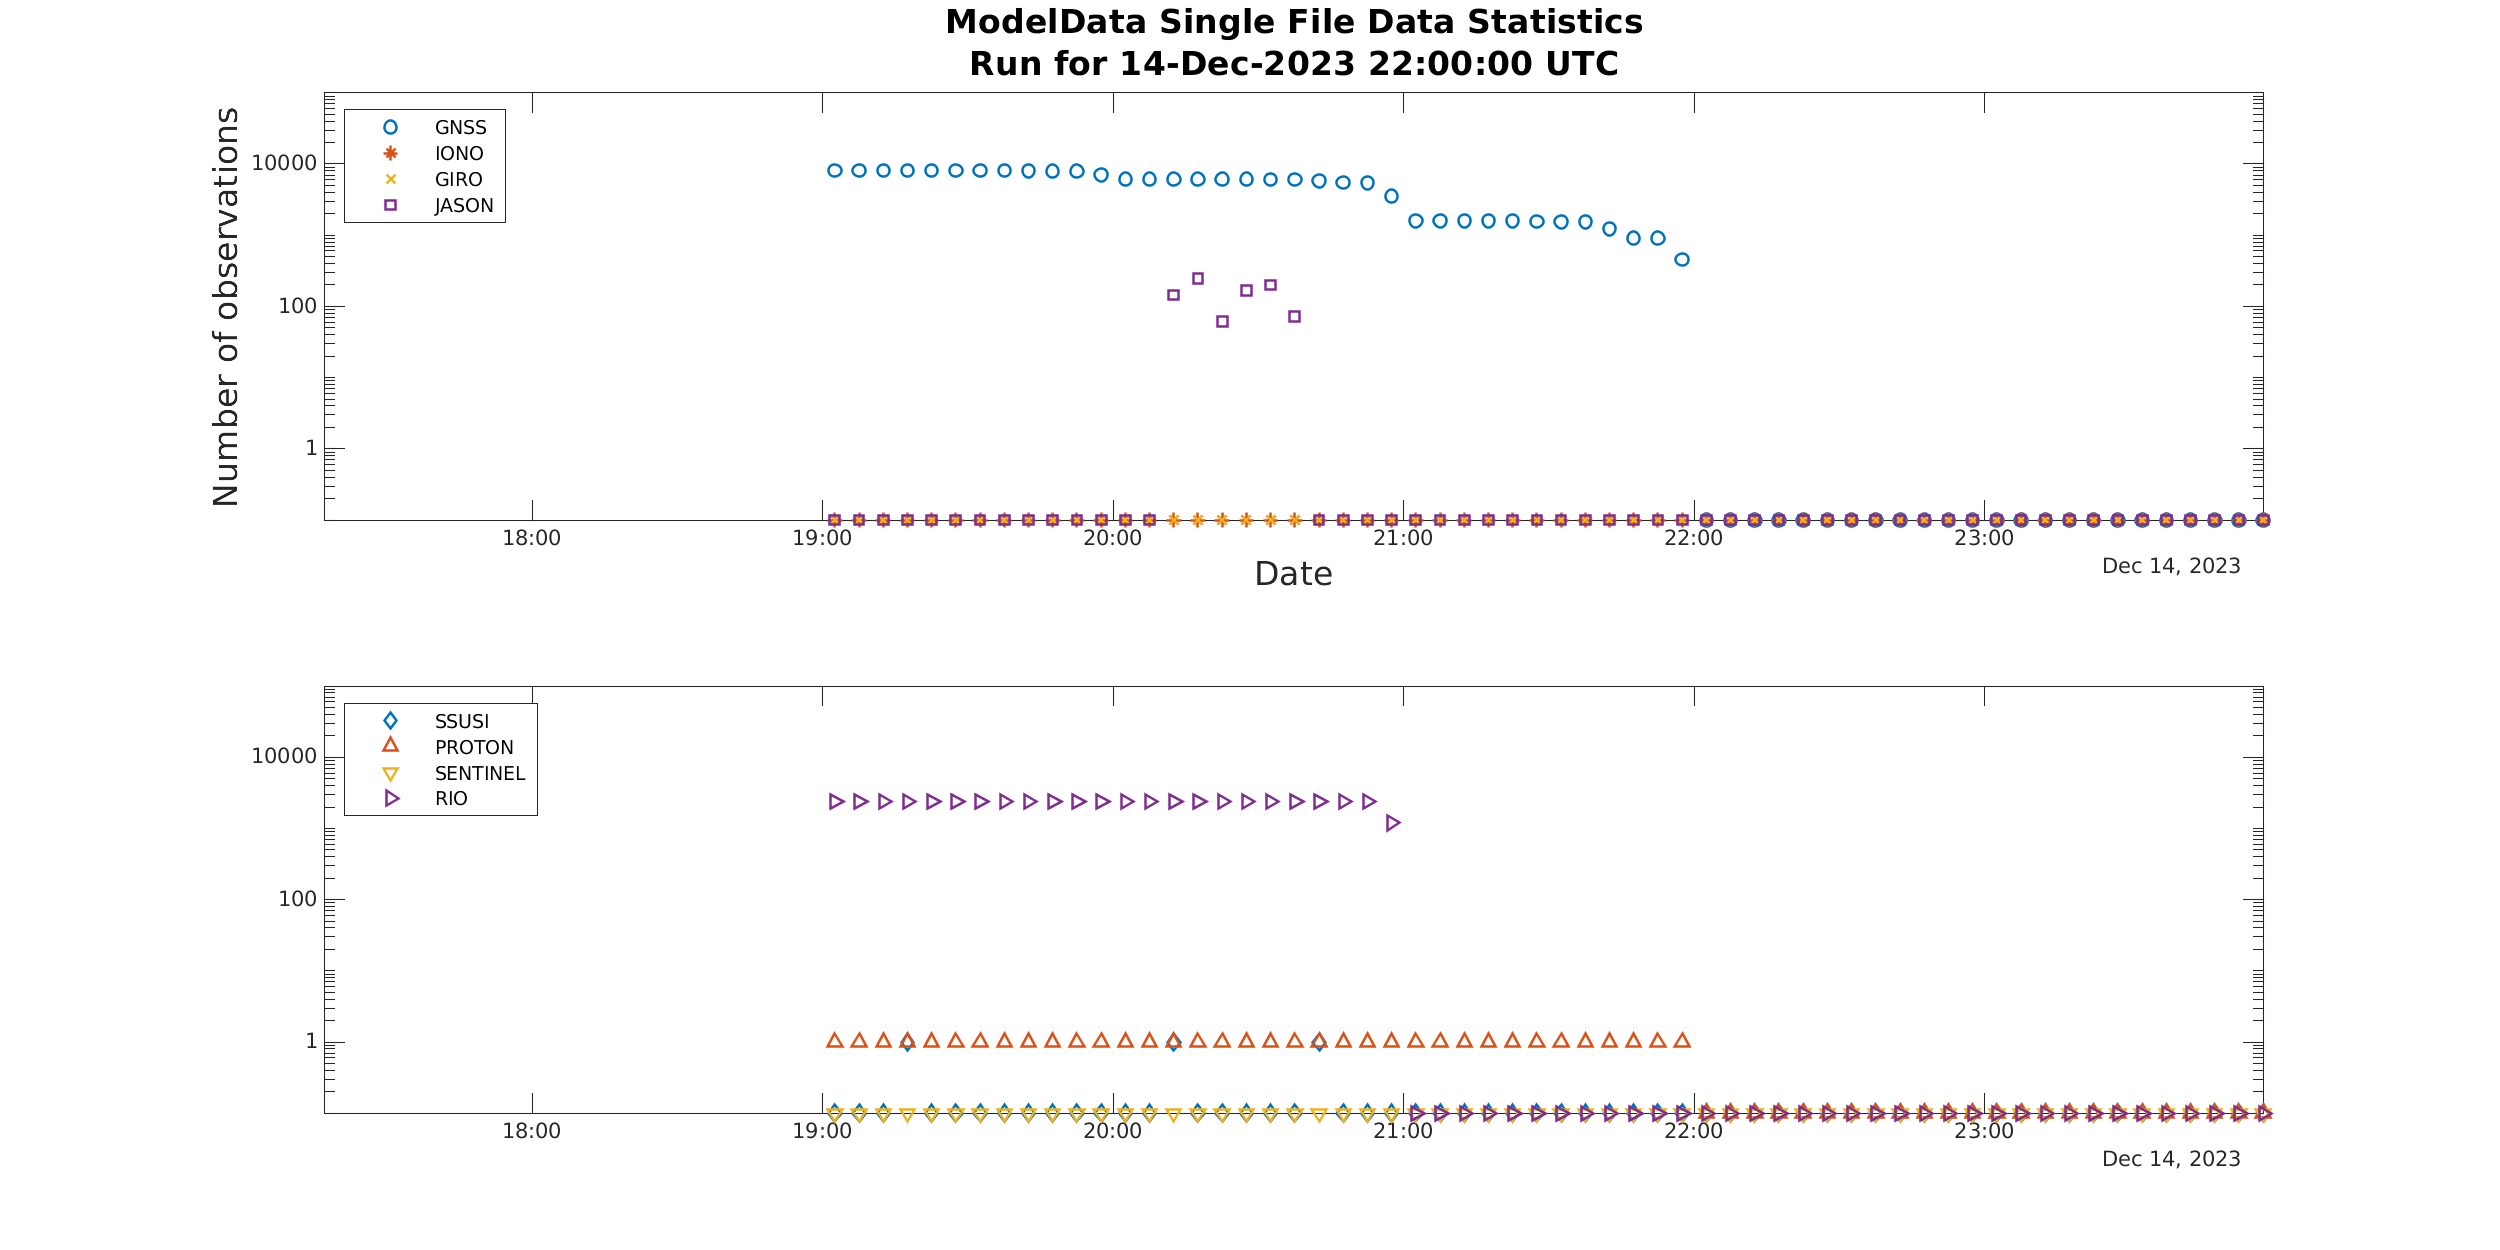 ModelData Single File Data Statistics
Run for 14-Dec-2023 22:00:00 UTC
Number of observations
10000
100
1
GNSS
IONO
GIRO
JASON
18:00 19:00 20:00 21:00 22:00 23:00
Date
Dec 14, 2023
10000
100
1
SSUSI
PROTON
SENTINEL
RIO
18:00 19:00 20:00 21:00 22:00 23:00
Dec 14, 2023